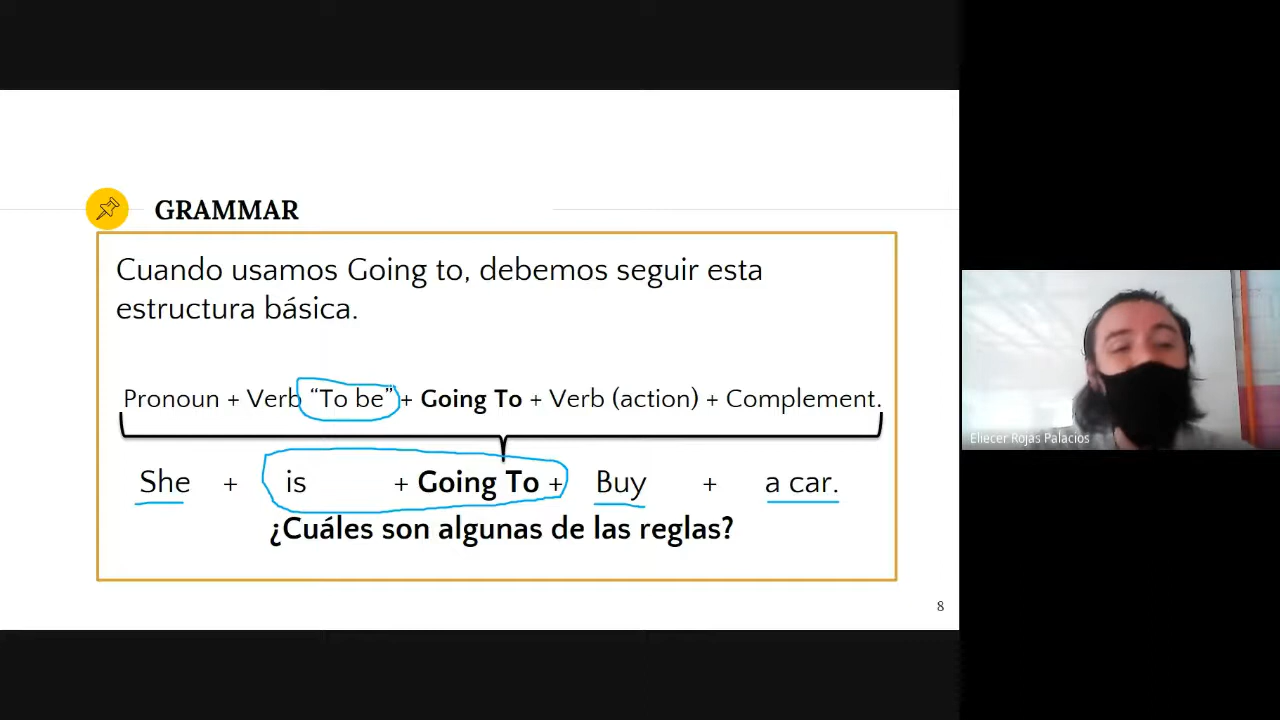 GRAMMAR
Cuando usamos Going to, debemos seguir esta
estructura básica.
Pronoun + Verb “To be” + Going To + Verb (action) + Complement.
She + is + Going To + Buy + a car.
¿Cuáles son algunas de las reglas?
8
Eliecer Rojas Palacios